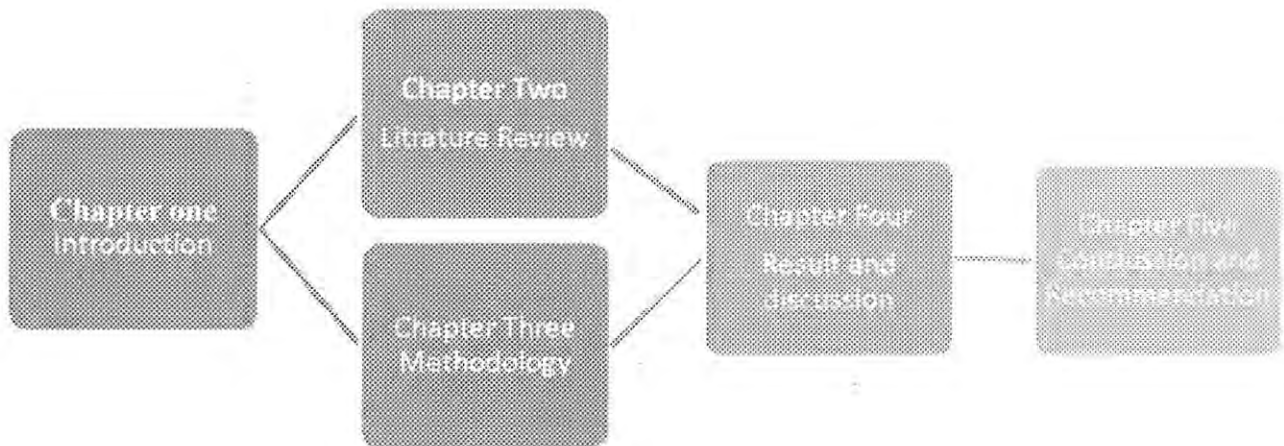 Chapter one
Introduction
Chapter Two
Litrature Review
Chapter Three
Methodology
Chapter Four
Result and
discussion
Chapter Five
Conclussion and
Recommendation